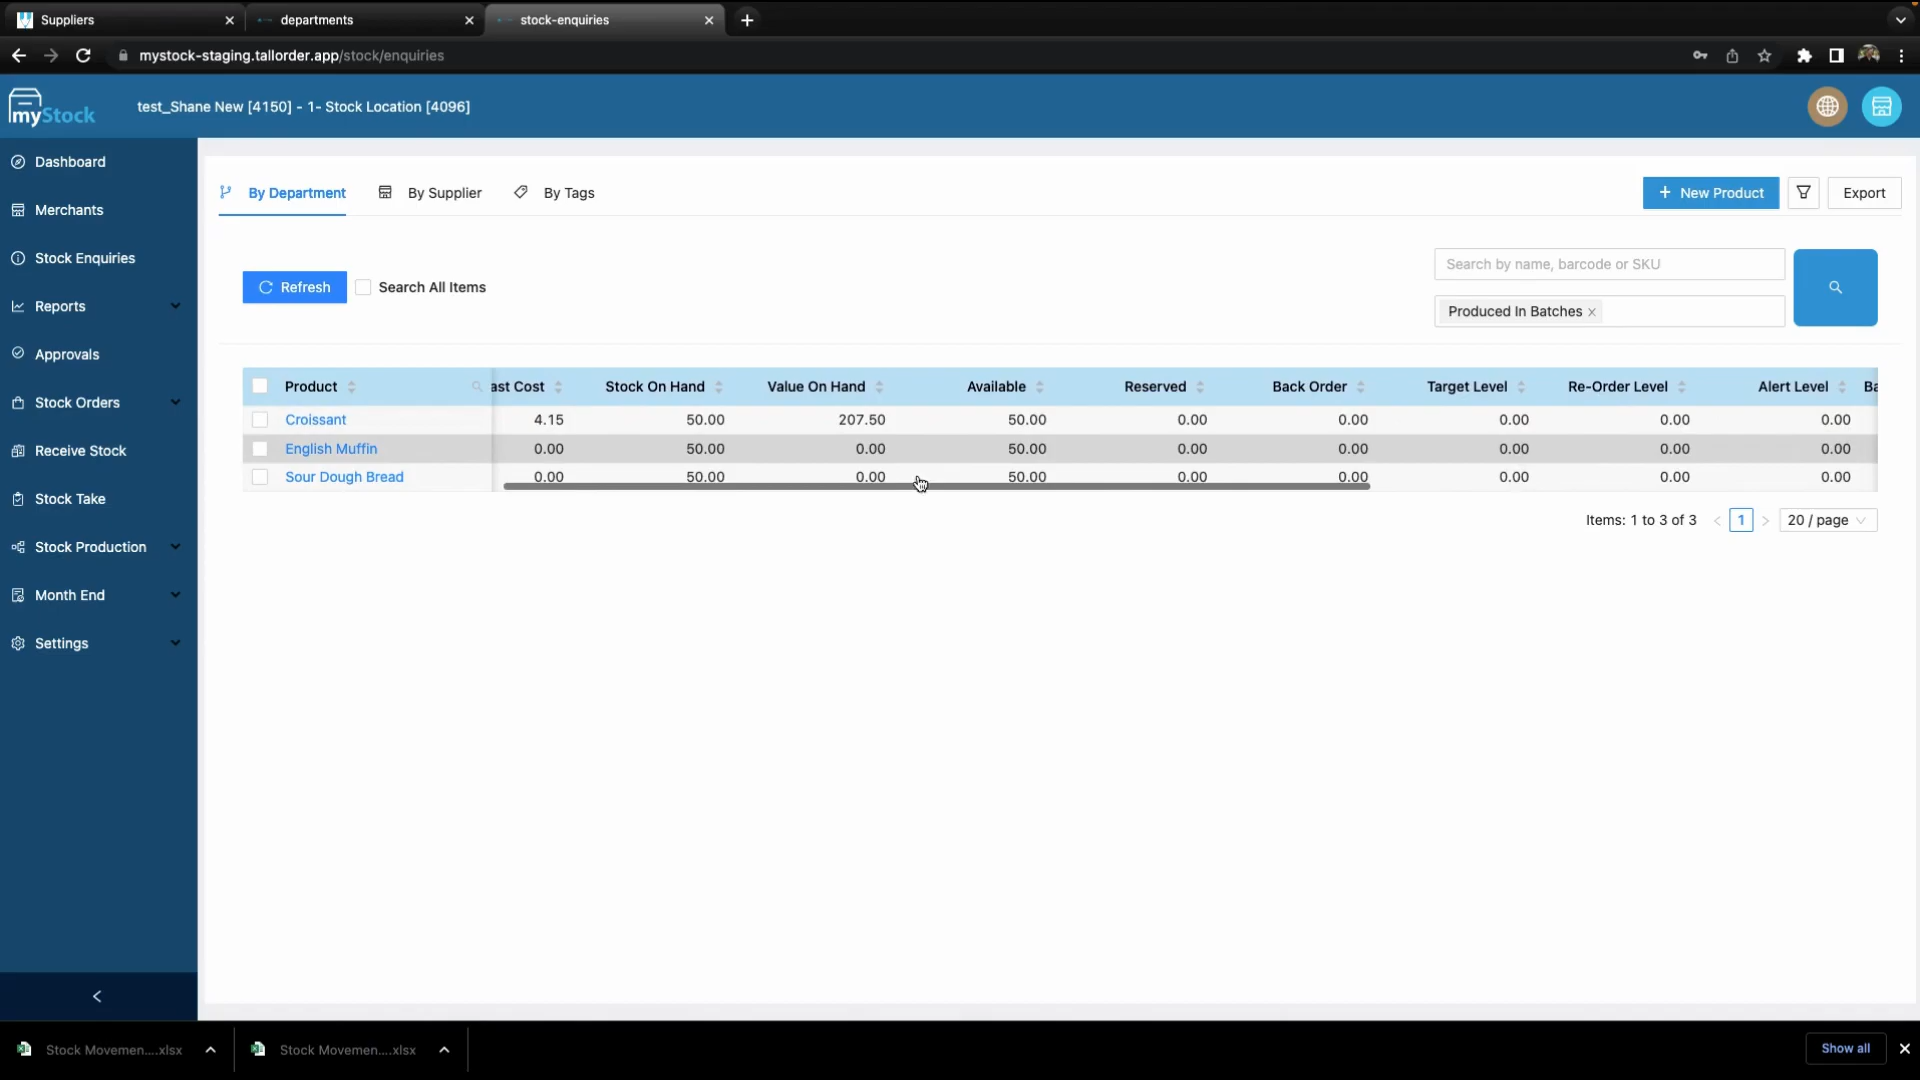 Suppliers
departments
stock-enquiries
mystock-staging.tallorder.app/stock/enquiries
myStock
test_Shane New [4150] - 1- Stock Location [4096]
Dashboard
Merchants
Stock Enquiries
Reports
Approvals
Stock Orders
Receive Stock
Stock Take
Stock Production
Month End
Settings
By Department By Supplier By Tags
+ New Product Export
Refresh Search All Items
Search by name, barcode or SKU
Produced In Batches
Product ast Cost Stock On Hand Value On Hand Available Reserved Back Order Target Level Re-Order Level Alert Level Ba
Croissant 4.15 50.00 207.50 50.00 0.00 0.00 0.00 0.00 0.00
English Muffin 0.00 50.00 0.00 50.00 0.00 0.00 0.00 0.00 0.00
Sour Dough Bread 0.00 50.00 0.00 50.00 0.00 0.00 0.00 0.00 0.00
Items: 1 to 3 of 3 < 1 > 20 / page
Stock Movemen....xlsx
Stock Movemen....xlsx
Show all